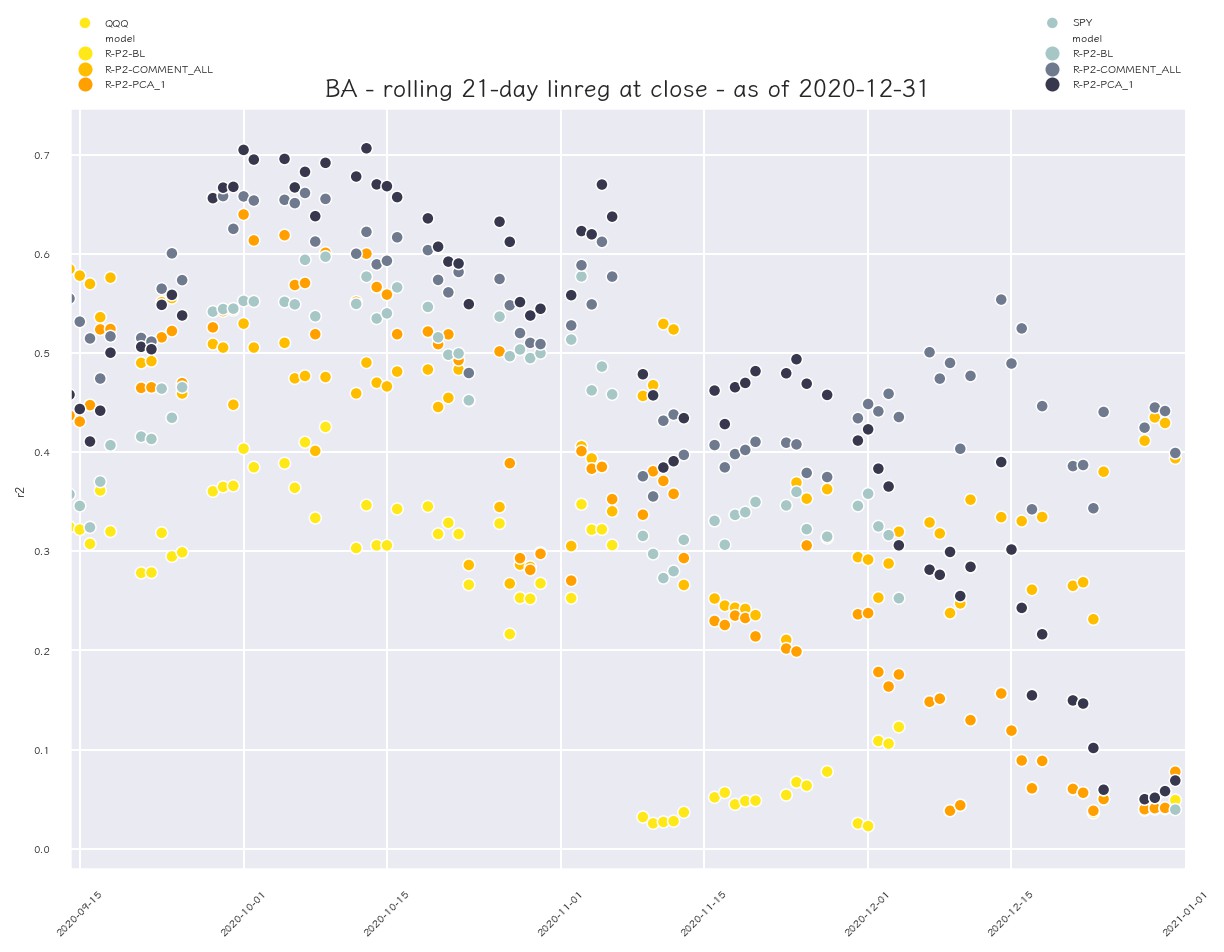 QQQ
model
R-P2-BL
R-P2-COMMENT_ALL
R-P2-PCA_1
SPY
model
R-P2-BL
R-P2-COMMENT_ALL
R-P2-PCA_1
BA - rolling 21-day linreg at close - as of 2020-12-31
0.7
0.6
0.5
0.4
0.3
0.2
0.1
0.0
r2
2020-09-15
2020-10-01
2020-10-15
2020-11-01
2020-11-15
2020-12-01
2020-12-15
2021-01-01